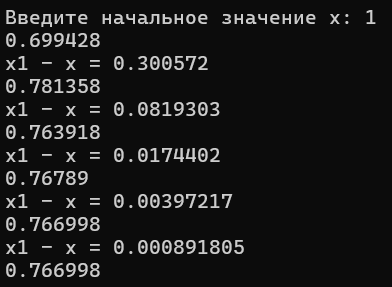 Введите начальное значение x: 1
0.699428
x1 - x = 0.300572
0.781358
x1 - x = 0.0819303
0.763918
x1 - x = 0.0174402
0.76789
x1 - x = 0.00397217
0.766998
x1 - x = 0.000891805
0.766998